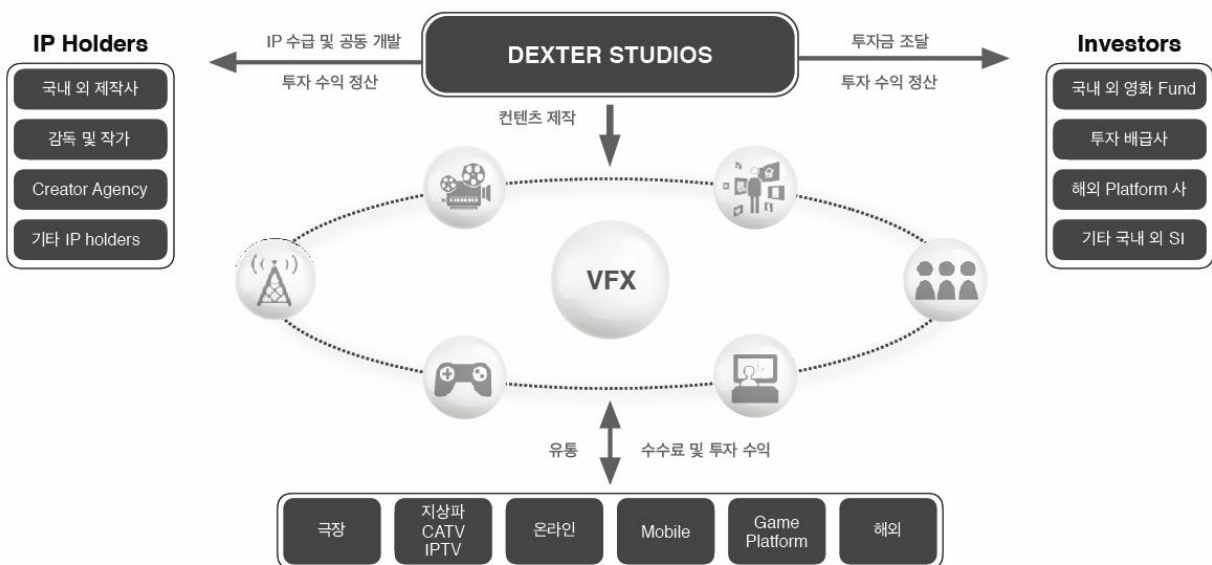 IP Holders
국내 외 제작사
감독 및 작가
Creator Agency
기타 IP holders
IP 수급 및 공동 개발
투자 수익 정산
DEXTER STUDIOS
투자금 조달
투자 수익 정산
Investors
국내 외 영화 Fund
투자 배급사
해외 Platform 사
기타 국내 외 SI
컨텐츠 제작
VFX
유통
수수료 및 투자 수익
극장
지상파
CATV
IPTV
온라인
Mobile
Game
Platform
해외